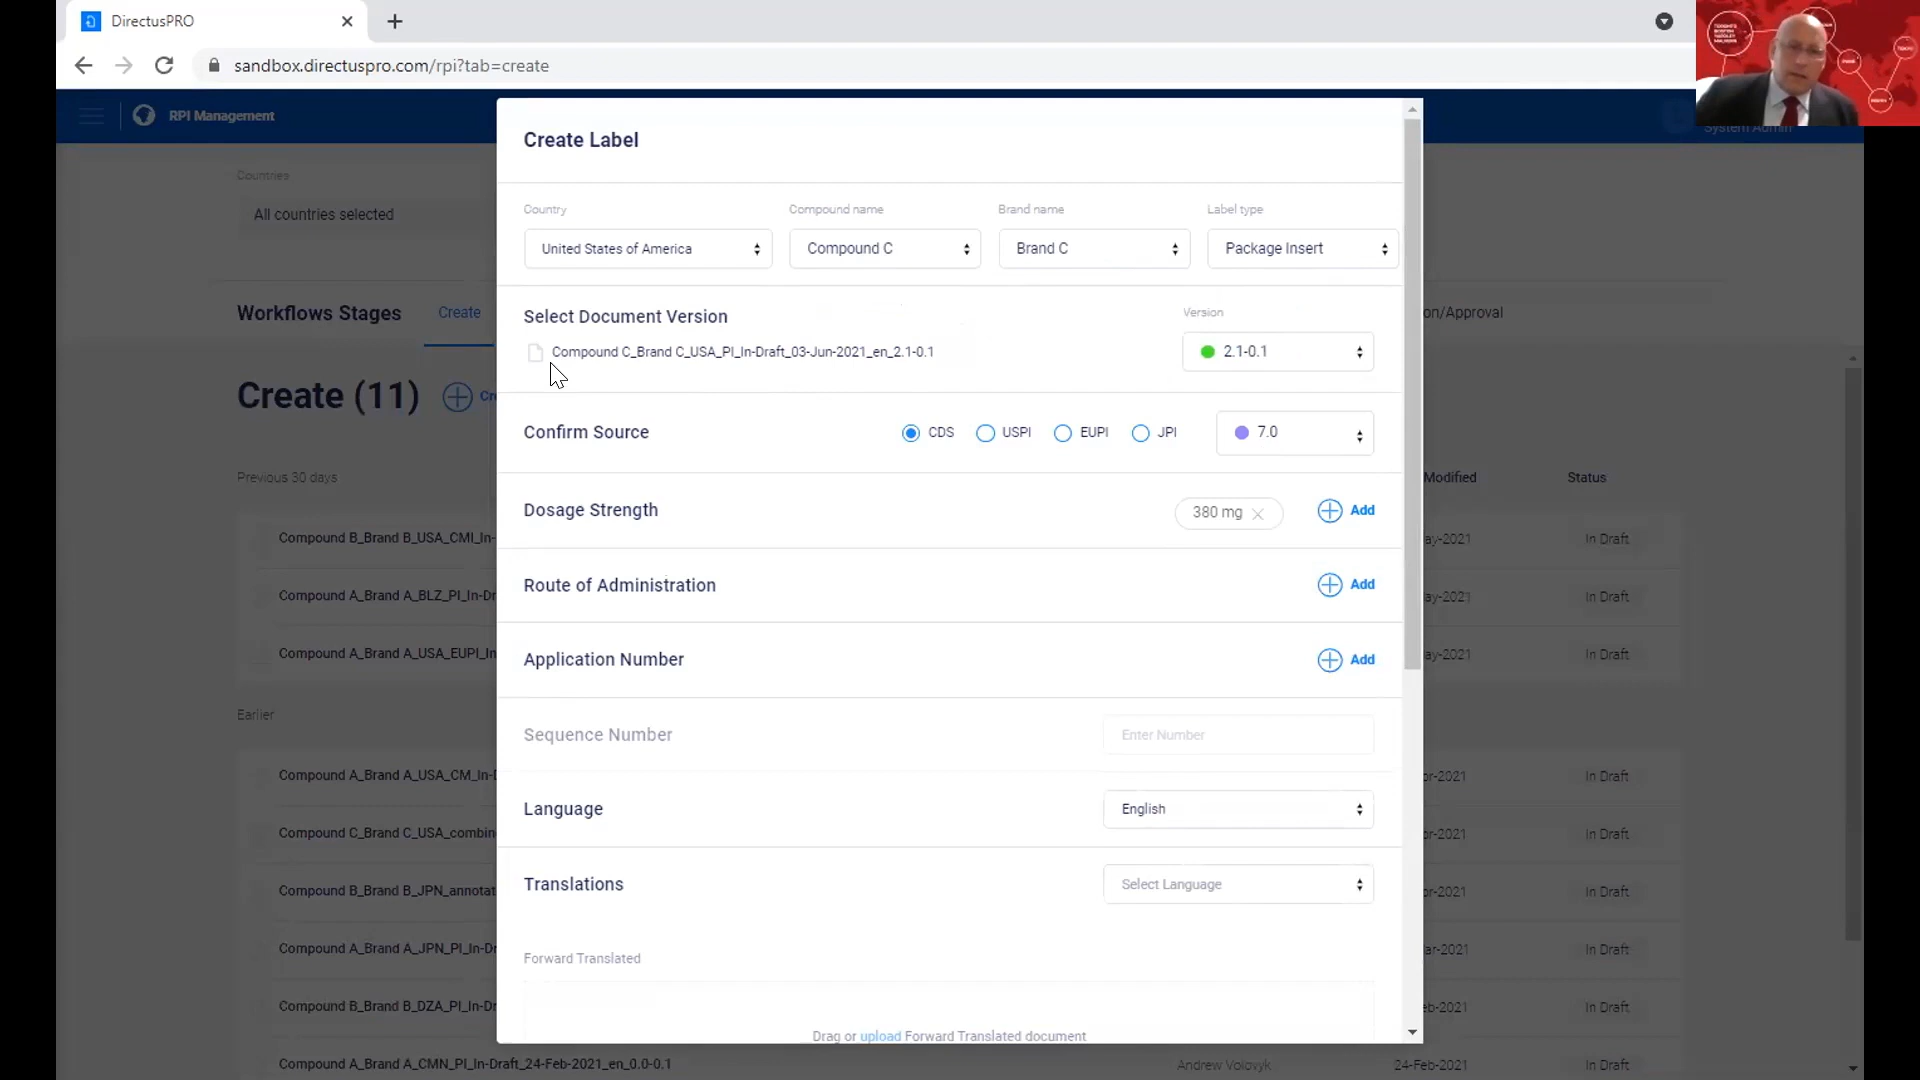 DirectusPRO
sandbox.directuspro.com/rpi?tab=create
RPI Management
System Admin
Create Label
Countries
All countries selected
Country
Compound name
Brand name
Label type
United States of America
Compound C
Brand C
Package Insert
Workflows Stages
Create
on/Approval
Select Document Version
Version
Compound C_Brand C_USA_PI_In-Draft_03-Jun-2021_en_2.1-0.1
2.1-0.1
Create (11)
Cr
Confirm Source
CDS
USPI
EUPI
JPI
7.0
Previous 30 days
Modified
Status
Dosage Strength
380 mg
Add
Compound B_Brand B_USA_CMI_In-
ay-2021
In Draft
Route of Administration
Add
Compound A_Brand A_BLZ_PI_In-Dr
ay-2021
In Draft
Application Number
Add
Compound A_Brand A_USA_EUPI_In
ay-2021
In Draft
Earlier
Sequence Number
Enter Number
Compound A_Brand A_USA_CM_In-D
pr-2021
In Draft
Language
English
Compound C_Brand C_USA_combin
pr-2021
In Draft
Translations
Select Language
Compound B_Brand B_JPN_annotat
pr-2021
In Draft
Compound A_Brand A_JPN_PI_In-Dr
ar-2021
In Draft
Forward Translated
Compound B_Brand B_DZA_PI_In-Dr
eb-2021
In Draft
Drag or upload Forward Translated document
Compound A_Brand A_CMN_PI_In-Draft_24-Feb-2021_en_0.0-0.1
Andrew Volovyk
24-Feb-2021
In Draft